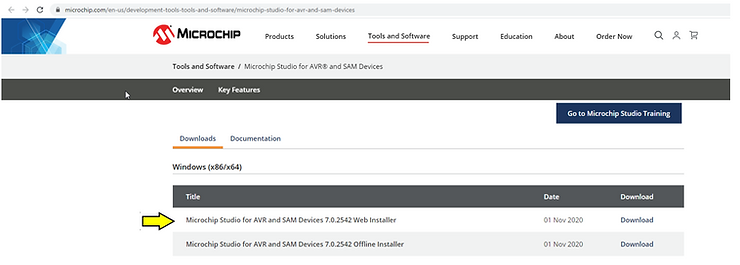 microchip.com/en-us/development-tools-tools-and-software/microchip-studio-for-avr-and-sam-devices
MICROCHIP Products Solutions Tools and Software Support Education About Order Now
Tools and Software / Microchip Studio for AVR® and SAM Devices
Overview Key Features
Go to Microchip Studio Training
Downloads Documentation
Windows (x86/x64)
Title Date Download
Microchip Studio for AVR and SAM Devices 7.0.2542 Web Installer 01 Nov 2020 Download
Microchip Studio for AVR and SAM Devices 7.0.2542 Offline Installer 01 Nov 2020 Download